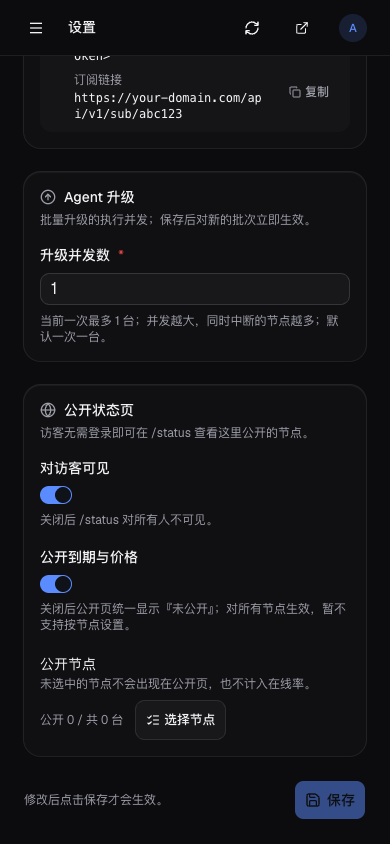 设置
A
oken>
订阅链接
https://your-domain.com/ap
i/v1/sub/abc123
复制
Agent 升级
批量升级的执行并发；保存后对新的批次立即生效。
升级并发数 *
1
当前一次最多 1 台；并发越大，同时中断的节点越多；默
认一次一台。
公开状态页
访客无需登录即可在 /status 查看这里公开的节点。
对访客可见
关闭后 /status 对所有人不可见。
公开到期与价格
关闭后公开页统一显示『未公开』；对所有节点生效，暂不
支持按节点设置。
公开节点
未选中的节点不会出现在公开页，也不计入在线率。
公开 0 / 共 0 台
选择节点
修改后点击保存才会生效。
保存